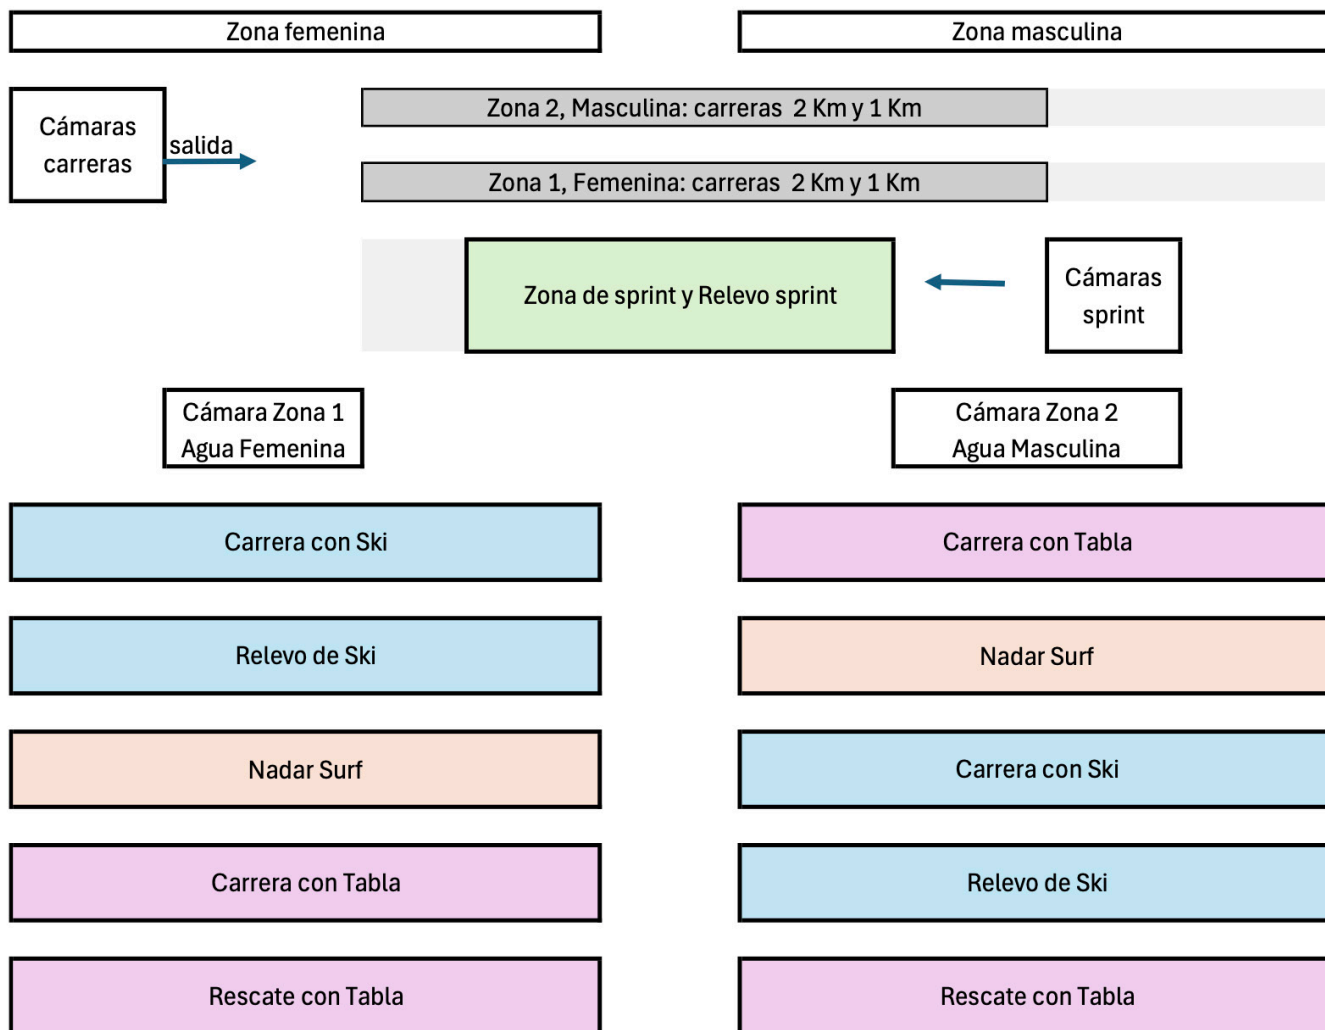 Zona femenina
Zona masculina
Cámaras
carreras
salida
Zona 2, Masculina: carreras 2 Km y 1 Km
Zona 1, Femenina: carreras 2 Km y 1 Km
Zona de sprint y Relevo sprint
Cámaras
sprint
Cámara Zona 1
Agua Femenina
Cámara Zona 2
Agua Masculina
Carrera con Ski
Carrera con Tabla
Relevo de Ski
Nadar Surf
Nadar Surf
Carrera con Ski
Carrera con Tabla
Relevo de Ski
Rescate con Tabla
Rescate con Tabla